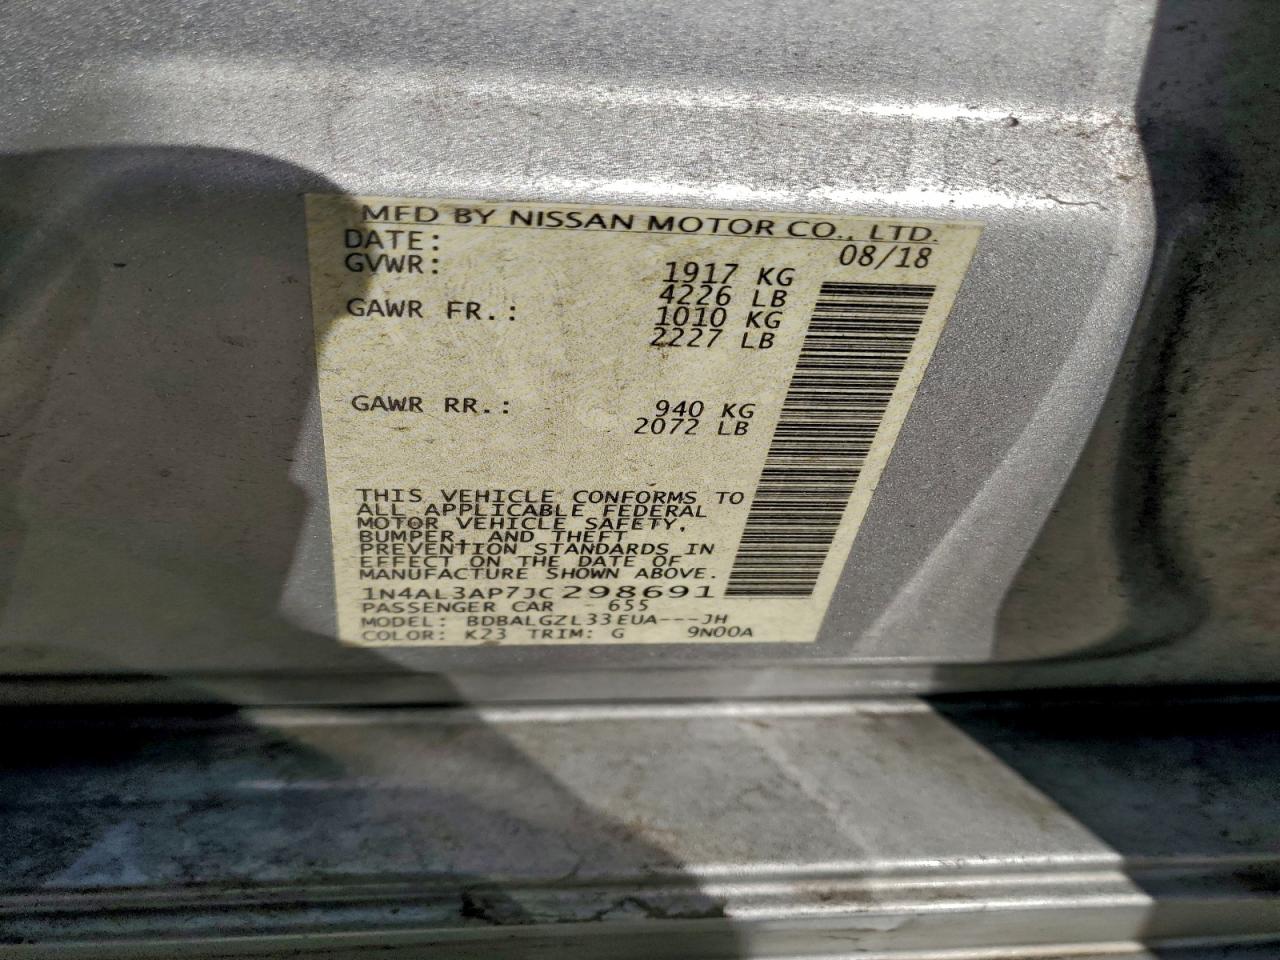 MFD BY NISSAN MOTOR CO., LTD.
DATE: 08/18
GVWR: 1917 KG
4226 LB
GAWR FR.: 1010 KG
2227 LB
GAWR RR.: 940 KG
2072 LB
THIS VEHICLE CONFORMS TO
ALL APPLICABLE FEDERAL
MOTOR VEHICLE SAFETY,
BUMPER, AND THEFT
PREVENTION STANDARDS IN
EFFECT ON THE DATE OF
MANUFACTURE SHOWN ABOVE.
1N4AL3AP7JC298691
PASSENGER CAR - 655
MODEL: BDBALGZL33EUA---JH
COLOR: K23 TRIM: G 9N00A